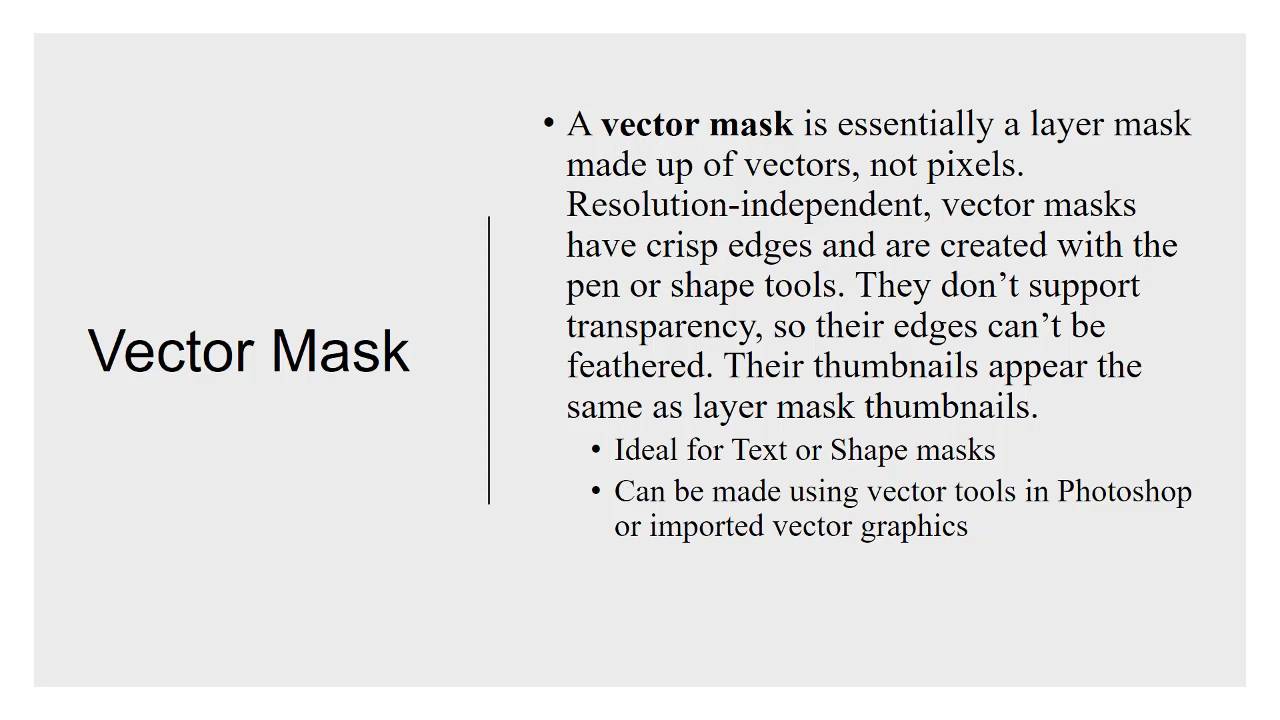 Vector Mask
• A vector mask is essentially a layer mask
made up of vectors, not pixels.
Resolution-independent, vector masks
have crisp edges and are created with the
pen or shape tools. They don’t support
transparency, so their edges can’t be
feathered. Their thumbnails appear the
same as layer mask thumbnails.
• Ideal for Text or Shape masks
• Can be made using vector tools in Photoshop
or imported vector graphics